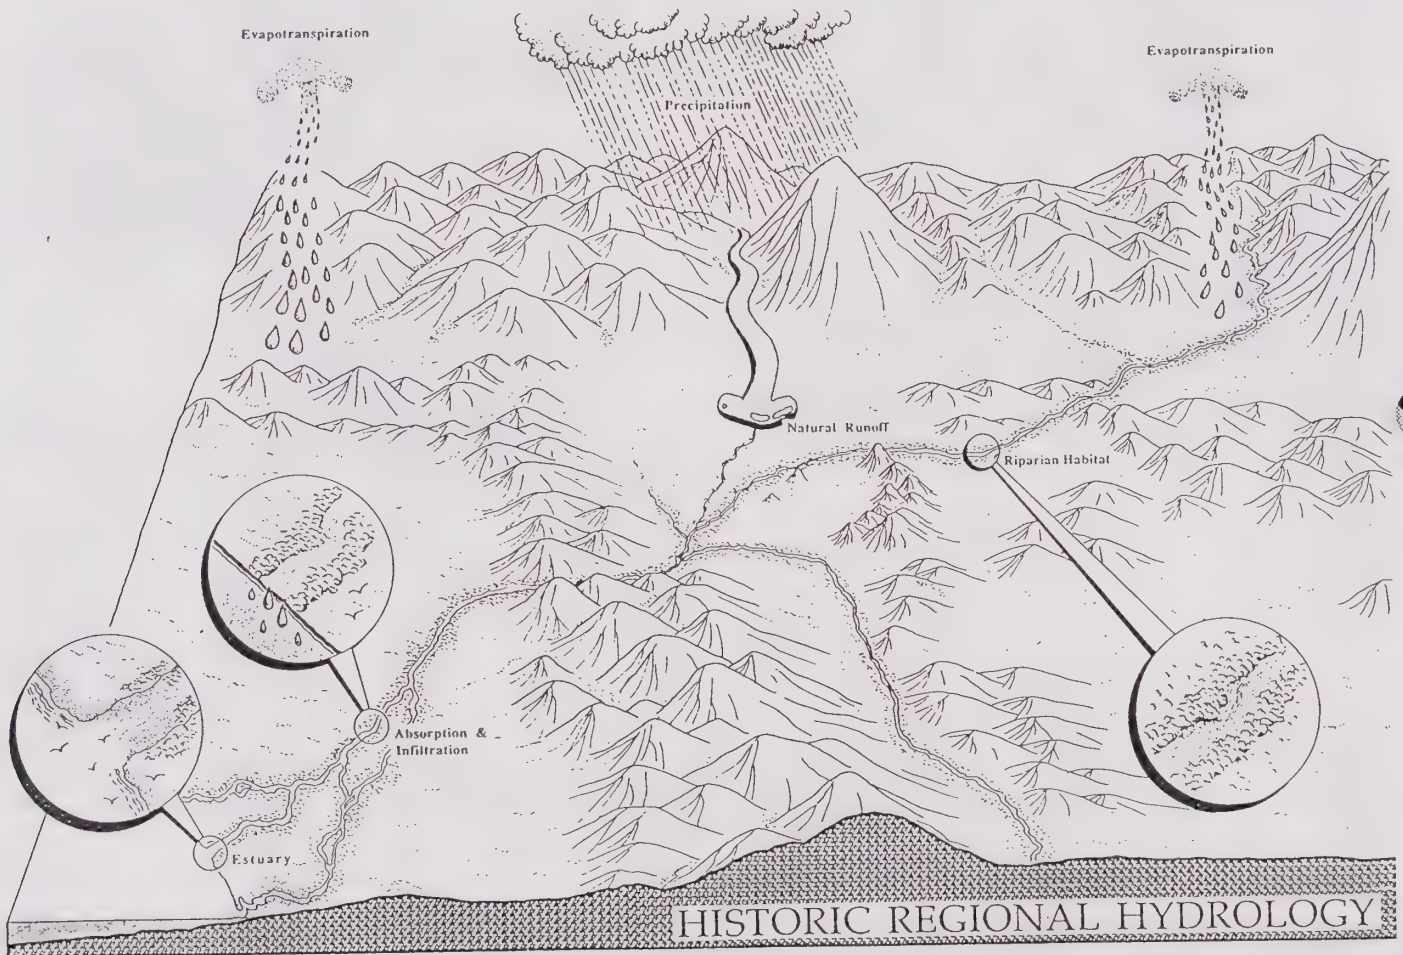 Evapotranspiration
Precipitation
Evapotranspiration
Natural Runoff
Riparian Habitat
Absorption &
Infiltration
Estuary
HISTORIC REGIONAL HYDROLOGY